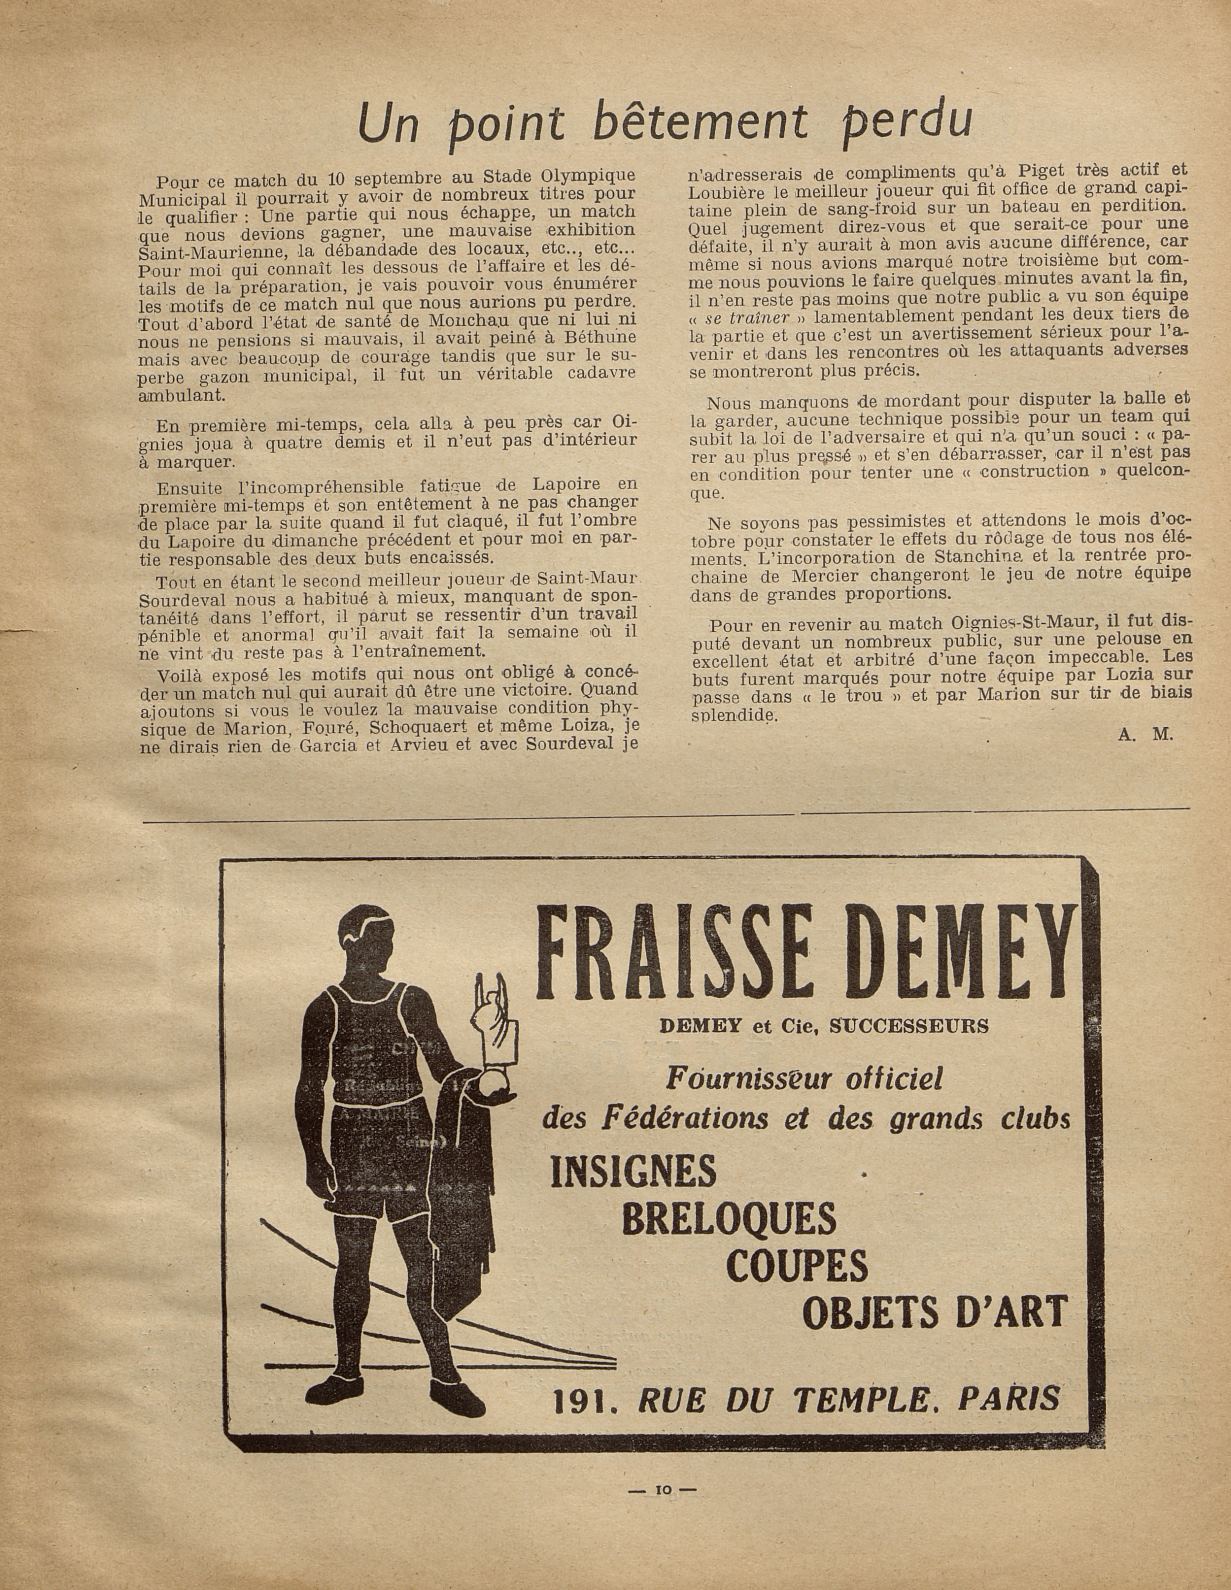 Un point bêtement perdu
Pour ce match du 10 septembre au Stade Olympique
Municipal il pourrait y avoir de nombreux titres pour
le qualifier : Une partie qui nous échappe, un match
que nous devions gagner, une mauvaise exhibition
Saint-Maurienne, la débandade des locaux, etc.., etc...
Pour moi qui connaît les dessous de l'affaire et les dé-
tails de la préparation, je vais pouvoir vous énumérer
les motifs de ce match nul que nous aurions pu perdre.
Tout d'abord l'état de santé de Monchau que ni lui ni
nous ne pensions si mauvais, il avait peiné à Béthune
mais avec beaucoup de courage tandis que sur le su-
perbe gazon municipal, il fut un véritable cadavre
ambulant.
En première mi-temps, cela alla à peu près car Oi-
gnies joua à quatre demis et il n'eut pas d'intérieur
à marquer.
Ensuite l'incompréhensible fatigue de Lapoire en
première mi-temps et son entêtement à ne pas changer
de place par la suite quand il fut claqué, il fut l'ombre
du Lapoire du dimanche précédent et pour moi en par-
tie responsable des deux buts encaissés.
Tout en étant le second meilleur joueur de Saint-Maur
Sourdeval nous a habitué à mieux, manquant de spon-
tanéité dans l'effort, il parut se ressentir d'un travail
pénible et anormal qu'il avait fait la semaine où il
ne vint du reste pas à l'entraînement.
Voilà exposé les motifs qui nous ont obligé à concé-
der un match nul qui aurait dû être une victoire. Quand
ajoutons si vous le voulez la mauvaise condition phy-
sique de Marion, Fouré, Schoquaert et même Loiza, je
ne dirais rien de Garcia et Arvieu et avec Sourdeval je
n'adresserais de compliments qu'à Piget très actif et
Loubière le meilleur joueur qui fit office de grand capi-
taine plein de sang-froid sur un bateau en perdition.
Quel jugement direz-vous et que serait-ce pour une
défaite, il n'y aurait à mon avis aucune différence, car
même si nous avions marqué notre troisième but com-
me nous pouvions le faire quelques minutes avant la fin,
il n'en reste pas moins que notre public a vu son équipe
« se traîner » lamentablement pendant les deux tiers de
la partie et que c'est un avertissement sérieux pour l'a-
venir et dans les rencontres où les attaquants adverses
se montreront plus précis.
Nous manquons de mordant pour disputer la balle et
la garder, aucune technique possible pour un team qui
subit la loi de l'adversaire et qui n'a qu'un souci : « pa-
rer au plus pressé » et s'en débarrasser, car il n'est pas
en condition pour tenter une « construction » quelcon-
que.
Ne soyons pas pessimistes et attendons le mois d'oc-
tobre pour constater le effets du rôdage de tous nos élé-
ments. L'incorporation de Stanchina et la rentrée pro-
chaine de Mercier changeront le jeu de notre équipe
dans de grandes proportions.
Pour en revenir au match Oignies-St-Maur, il fut dis-
puté devant un nombreux public, sur une pelouse en
excellent état et arbitré d'une façon impeccable. Les
buts furent marqués pour notre équipe par Lozia sur
passe dans « le trou » et par Marion sur tir de biais
splendide.
A. M.
FRAISSE DEMEY
DEMEY et Cie, SUCCESSEURS
Fournisseur officiel
des Fédérations et des grands clubs
INSIGNES
BRELOQUES
COUPES
OBJETS D'ART
191. RUE DU TEMPLE. PARIS
— 10 —